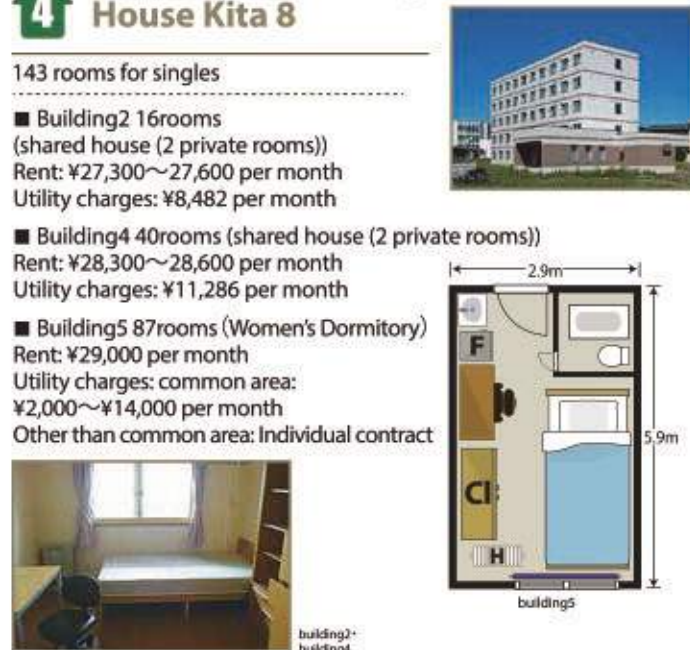 4 House Kita 8
143 rooms for singles
■ Building2 16rooms
(shared house (2 private rooms))
Rent: ¥27,300～27,600 per month
Utility charges: ¥8,482 per month
■ Building4 40rooms (shared house (2 private rooms))
Rent: ¥28,300～28,600 per month
Utility charges: ¥11,286 per month
■ Building5 87rooms (Women's Dormitory)
Rent: ¥29,000 per month
Utility charges: common area:
¥2,000～¥14,000 per month
Other than common area: Individual contract
2.9m
F
5.9m
Cl
H
building5
building2・
building4